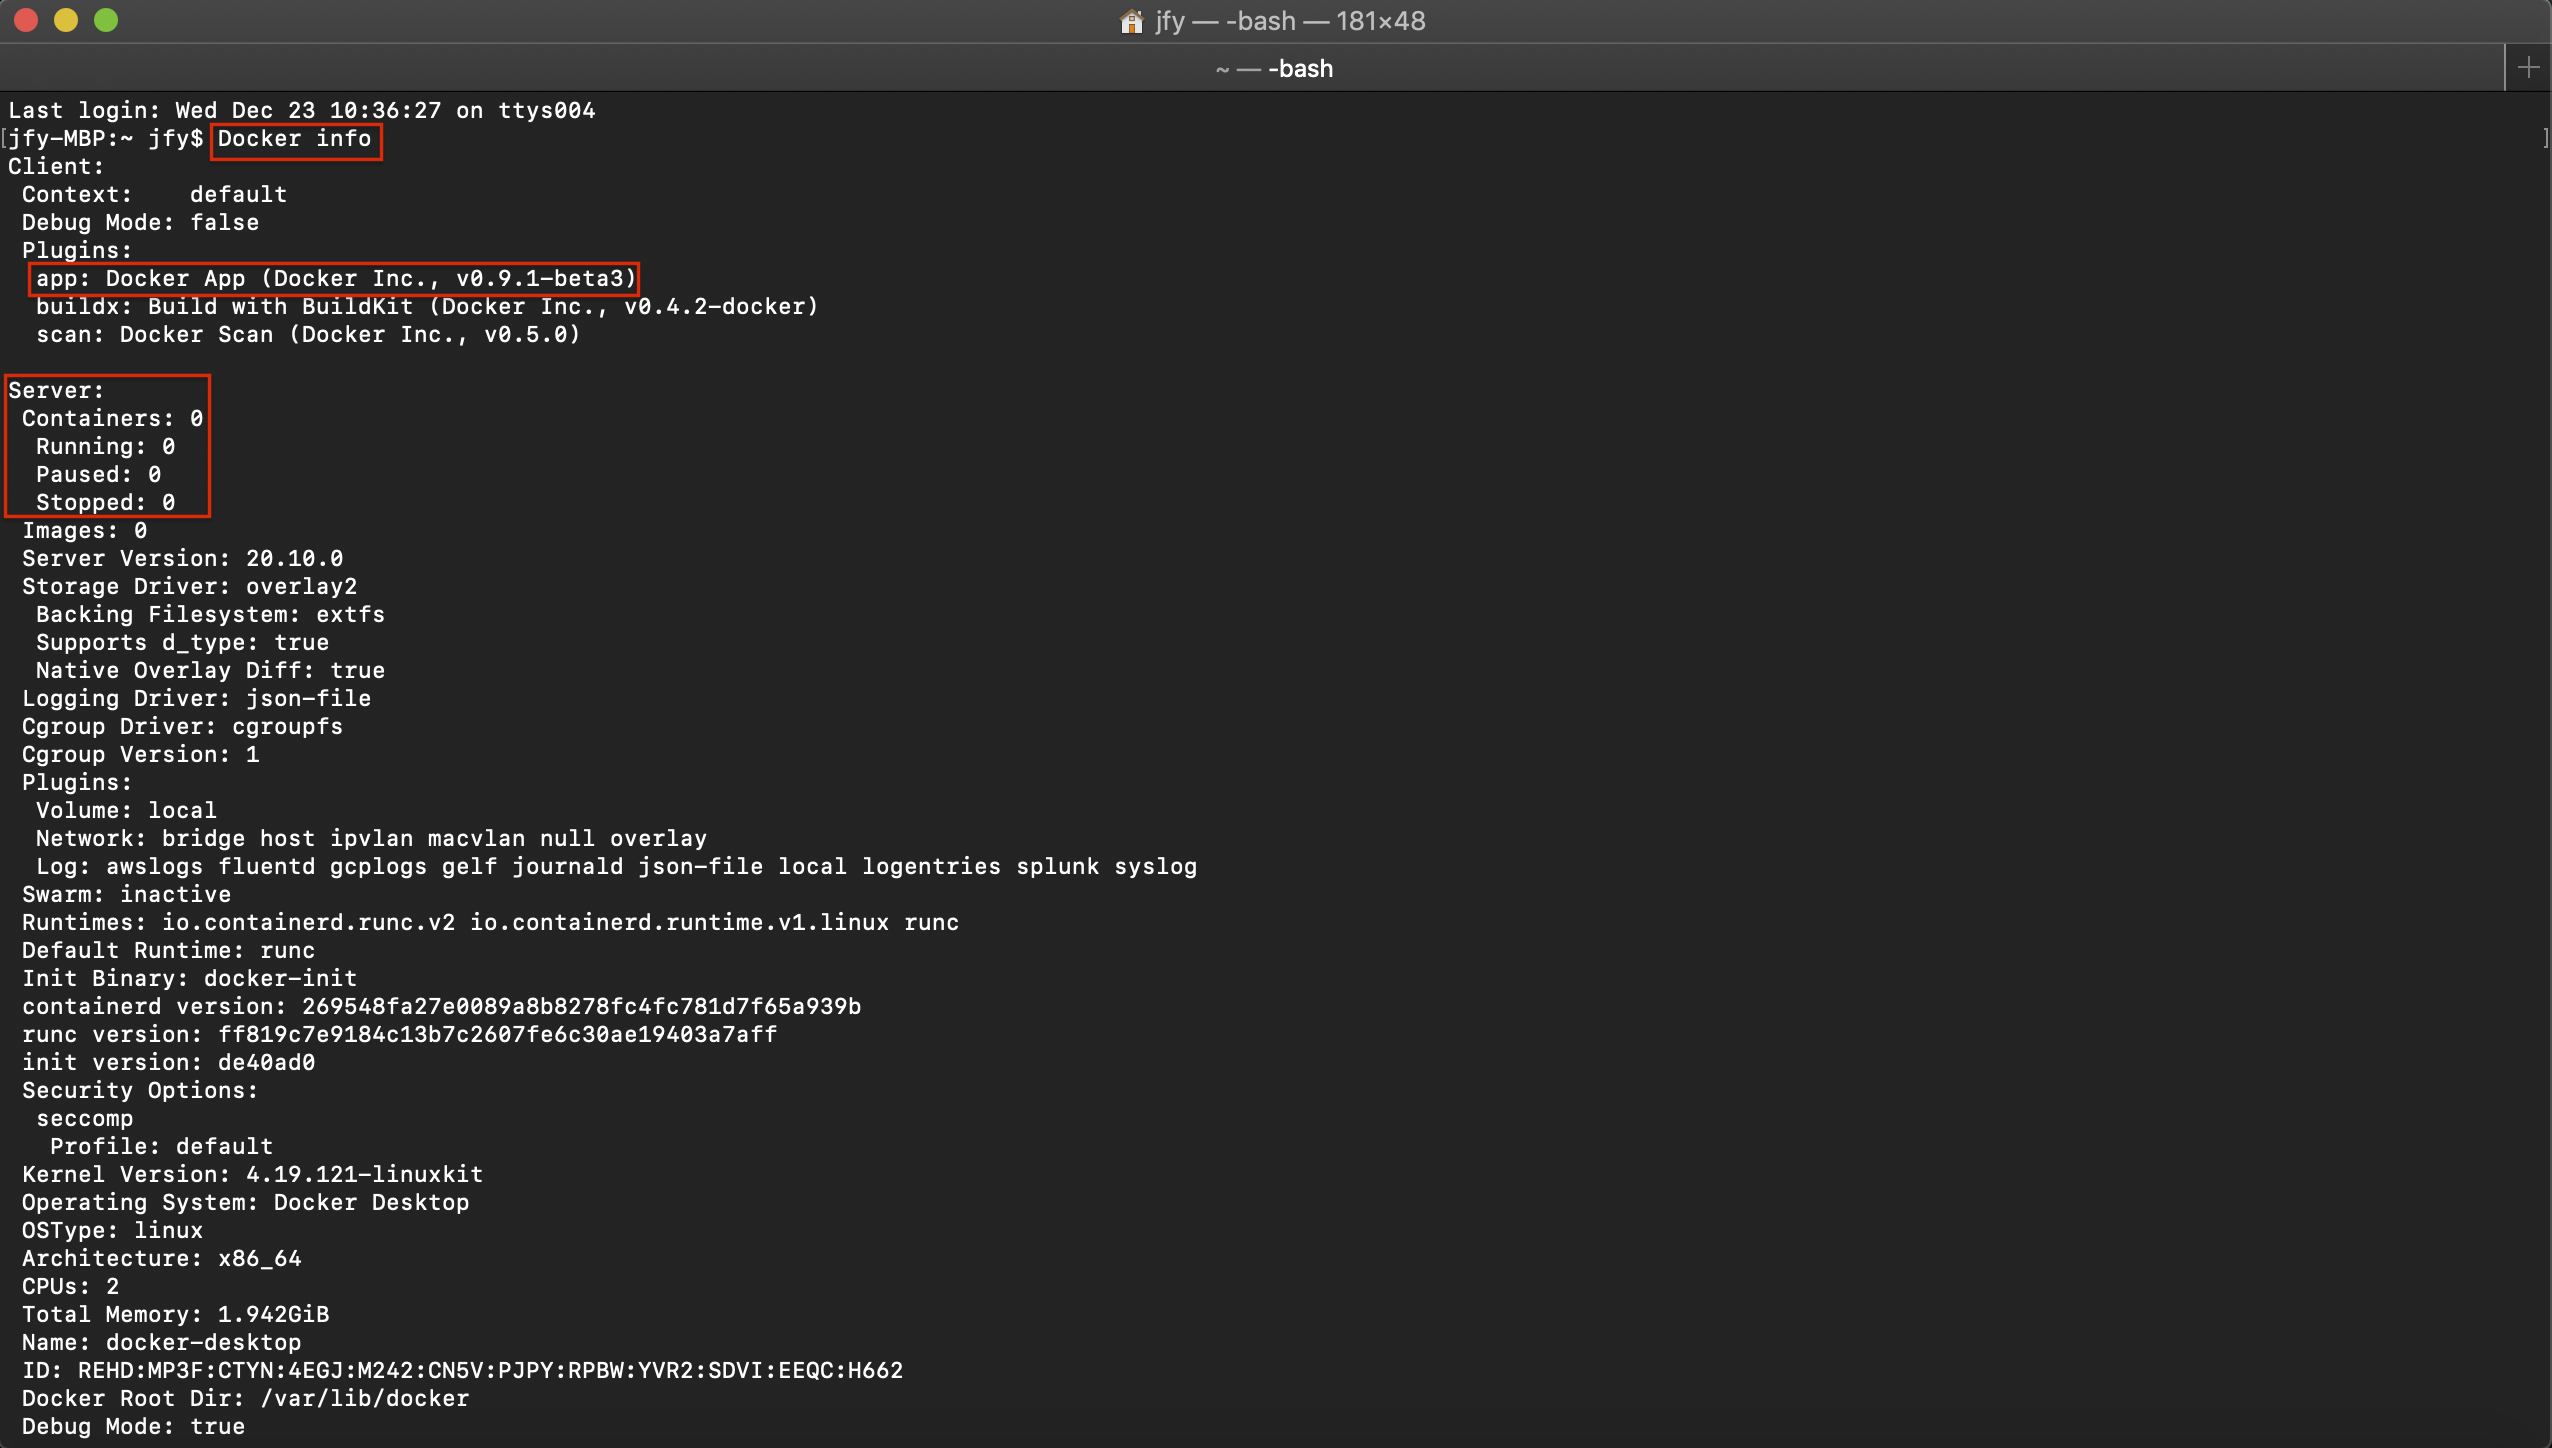 jfy — -bash — 181×48
~ — -bash
Last login: Wed Dec 23 10:36:27 on ttys004
[jfy-MBP:~ jfy$ Docker info ]
Client:
 Context:    default
 Debug Mode: false
 Plugins:
  app: Docker App (Docker Inc., v0.9.1-beta3)
  buildx: Build with BuildKit (Docker Inc., v0.4.2-docker)
  scan: Docker Scan (Docker Inc., v0.5.0)

Server:
 Containers: 0
  Running: 0
  Paused: 0
  Stopped: 0
 Images: 0
 Server Version: 20.10.0
 Storage Driver: overlay2
  Backing Filesystem: extfs
  Supports d_type: true
  Native Overlay Diff: true
 Logging Driver: json-file
 Cgroup Driver: cgroupfs
 Cgroup Version: 1
 Plugins:
  Volume: local
  Network: bridge host ipvlan macvlan null overlay
  Log: awslogs fluentd gcplogs gelf journald json-file local logentries splunk syslog
 Swarm: inactive
 Runtimes: io.containerd.runc.v2 io.containerd.runtime.v1.linux runc
 Default Runtime: runc
 Init Binary: docker-init
 containerd version: 269548fa27e0089a8b8278fc4fc781d7f65a939b
 runc version: ff819c7e9184c13b7c2607fe6c30ae19403a7aff
 init version: de40ad0
 Security Options:
  seccomp
   Profile: default
 Kernel Version: 4.19.121-linuxkit
 Operating System: Docker Desktop
 OSType: linux
 Architecture: x86_64
 CPUs: 2
 Total Memory: 1.942GiB
 Name: docker-desktop
 ID: REHD:MP3F:CTYN:4EGJ:M242:CN5V:PJPY:RPBW:YVR2:SDVI:EEQC:H662
 Docker Root Dir: /var/lib/docker
 Debug Mode: true